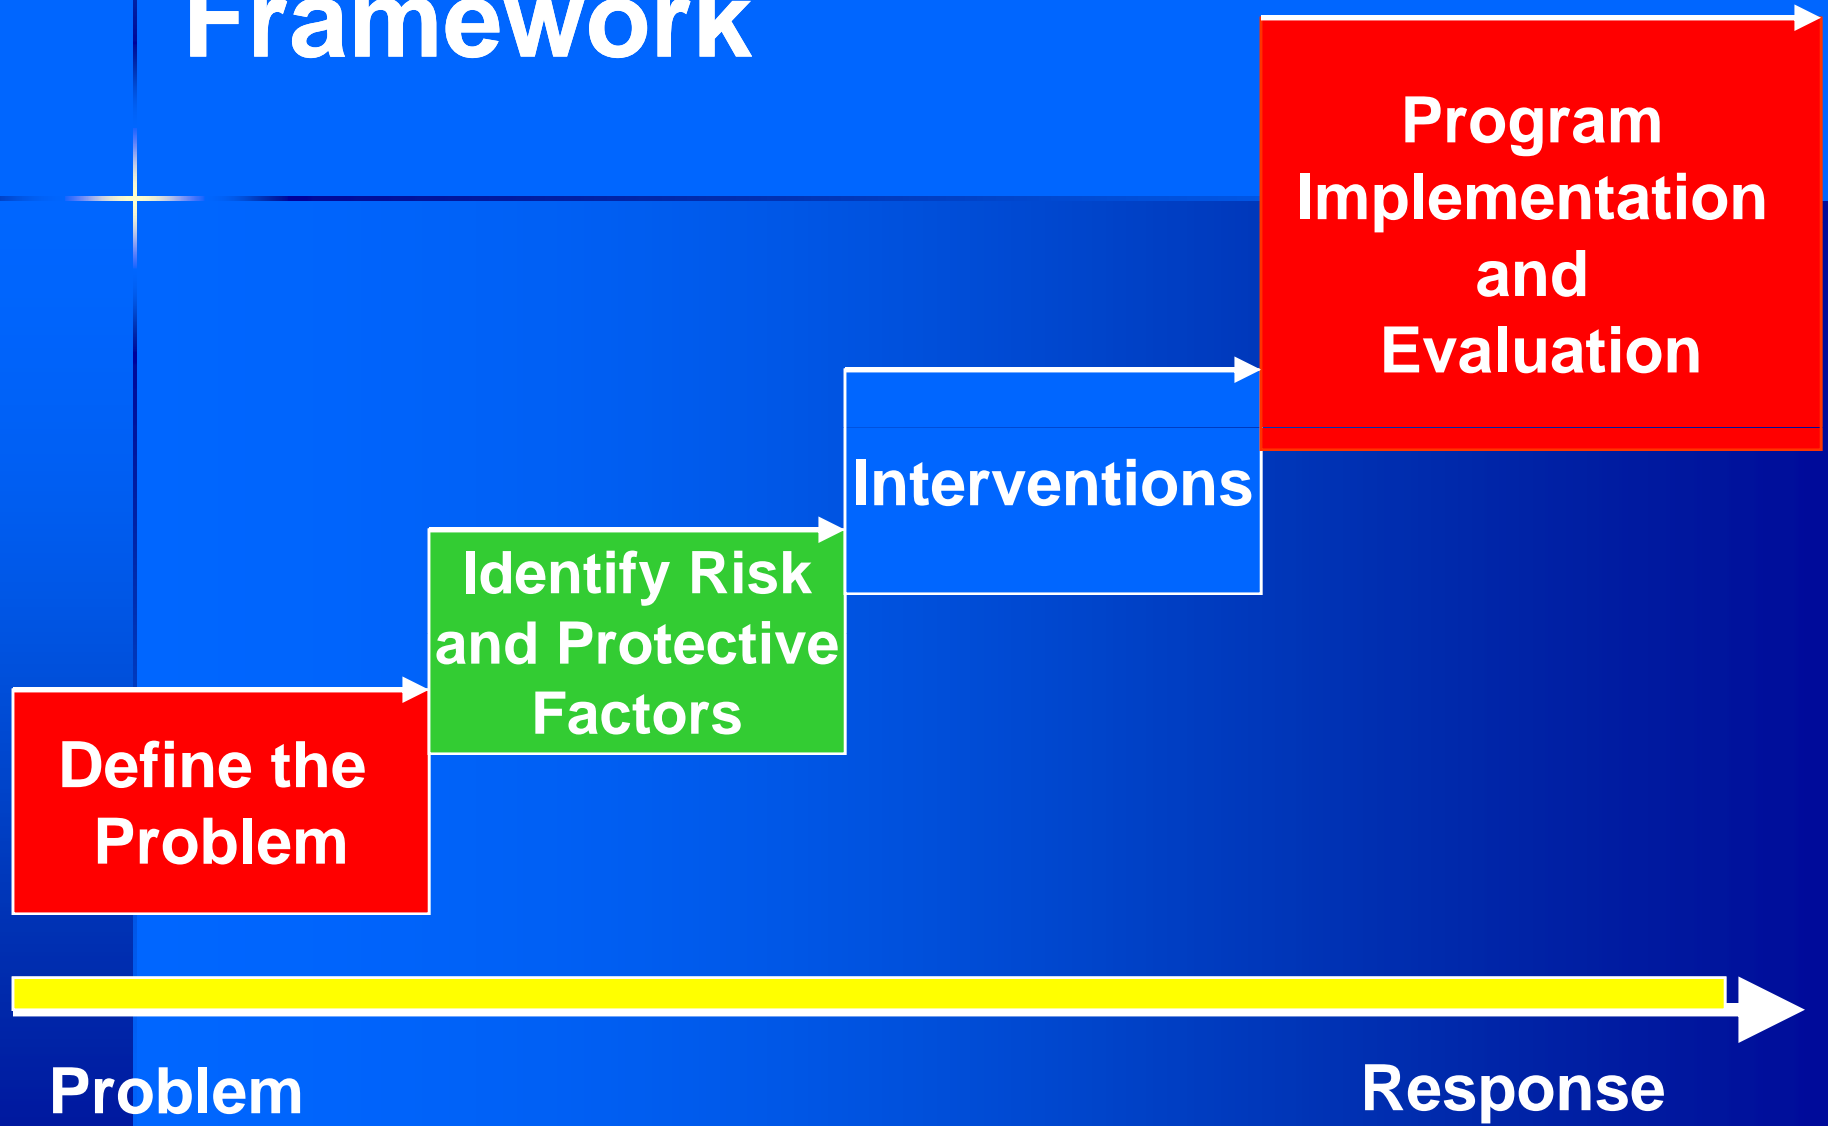 Framework
Program
Implementation
and
Evaluation
Interventions
Identify Risk
and Protective
Factors
Define the
Problem
Problem
Response